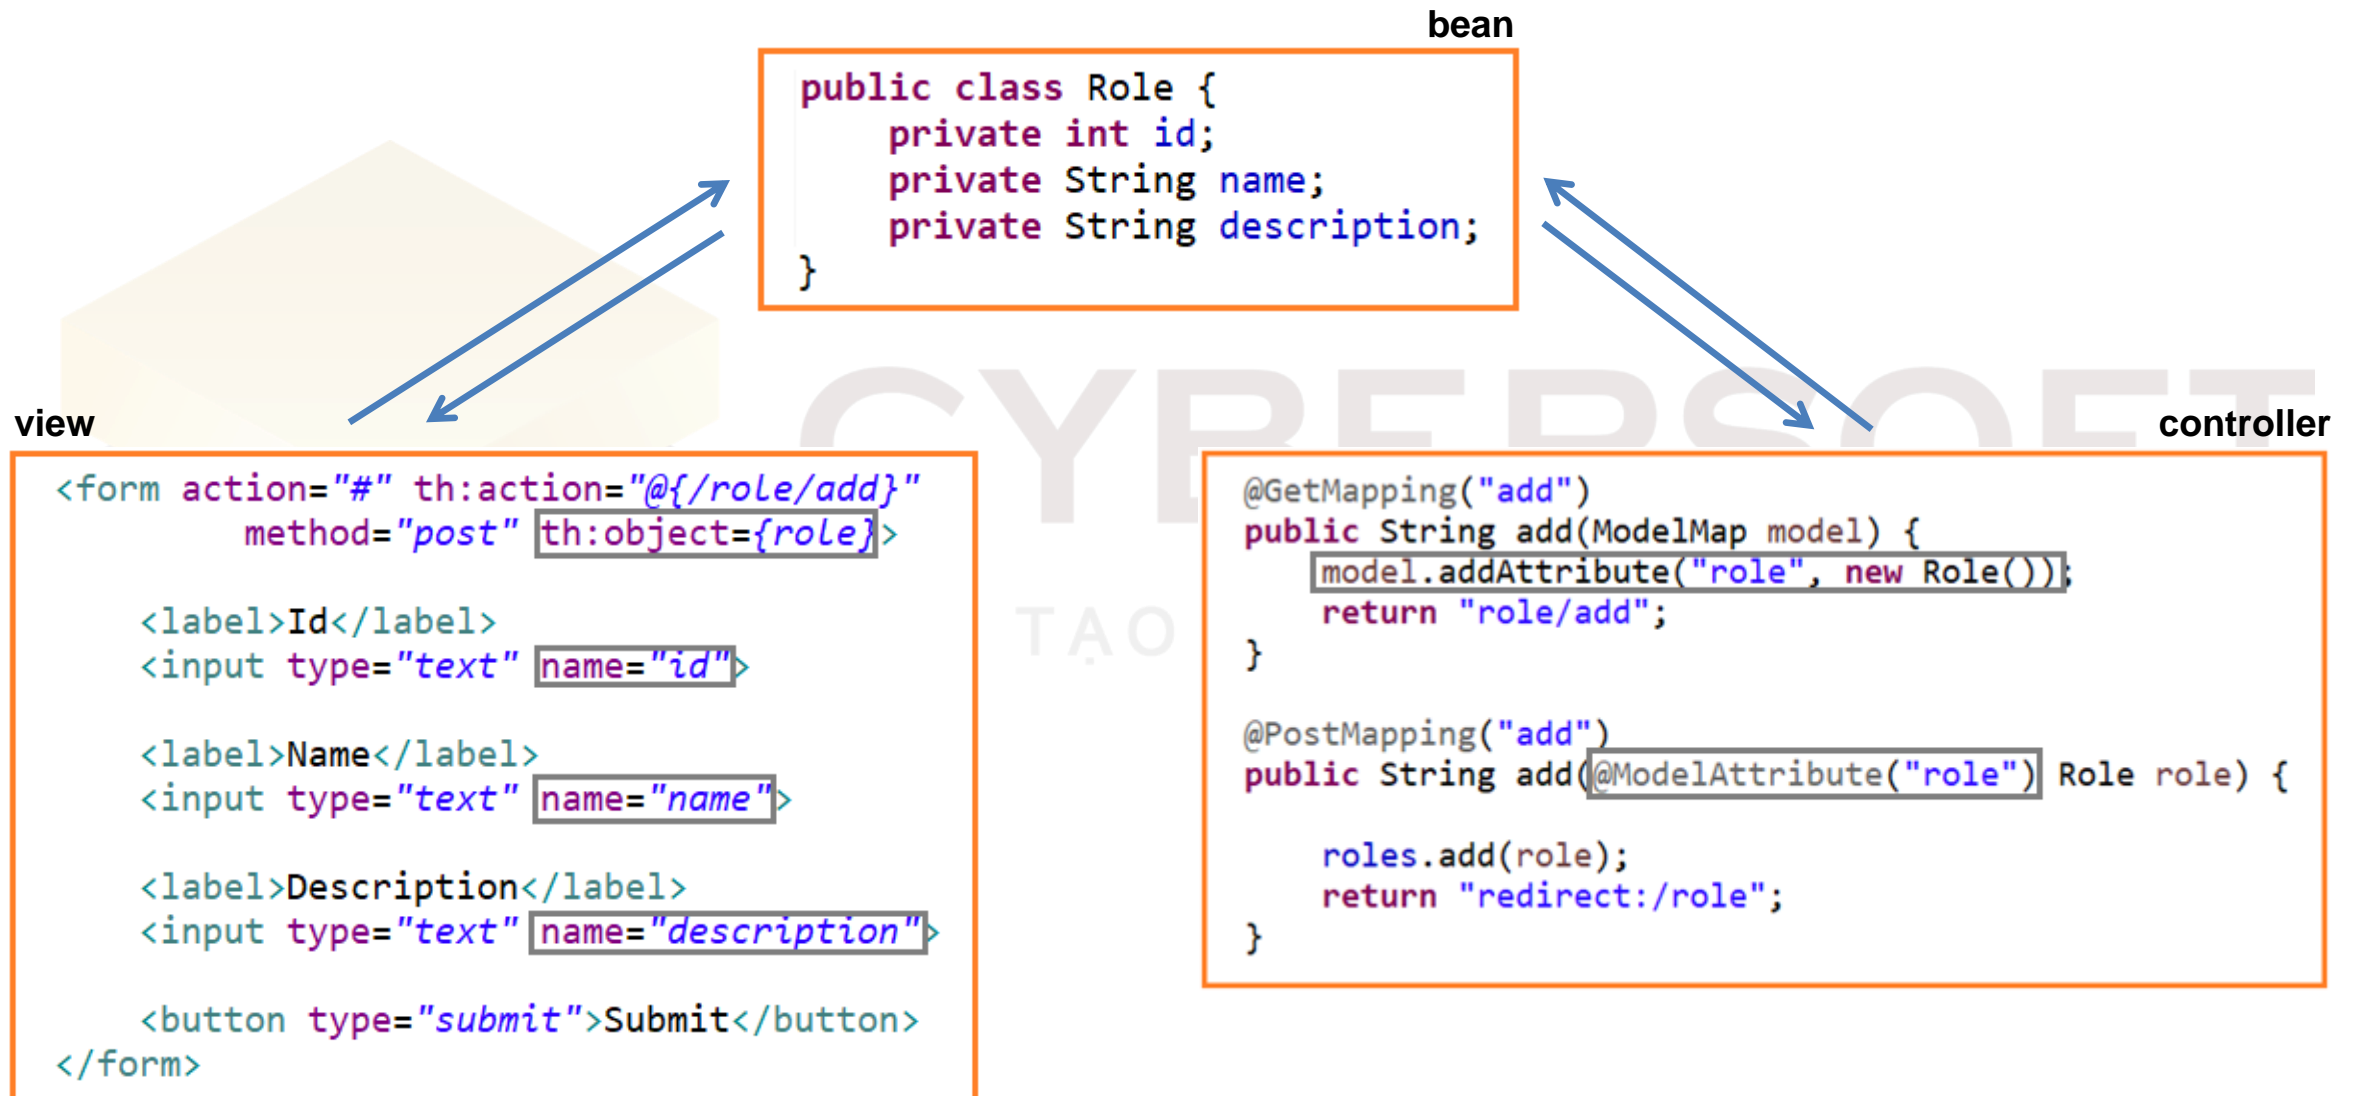 bean
public class Role {
private int id;
private String name;
private String description;
}
view
<form action="#" th:action="@{/role/add}"
method="post" th:object={role}>
<label>Id</label>
<input type="text" name="id">
<label>Name</label>
<input type="text" name="name">
<label>Description</label>
<input type="text" name="description">
<button type="submit">Submit</button>
</form>
controller
@GetMapping("add")
public String add(ModelMap model) {
model.addAttribute("role", new Role());
return "role/add";
}
@PostMapping("add")
public String add(@ModelAttribute("role") Role role) {
roles.add(role);
return "redirect:/role";
}
CYBERSOFT
TẠO